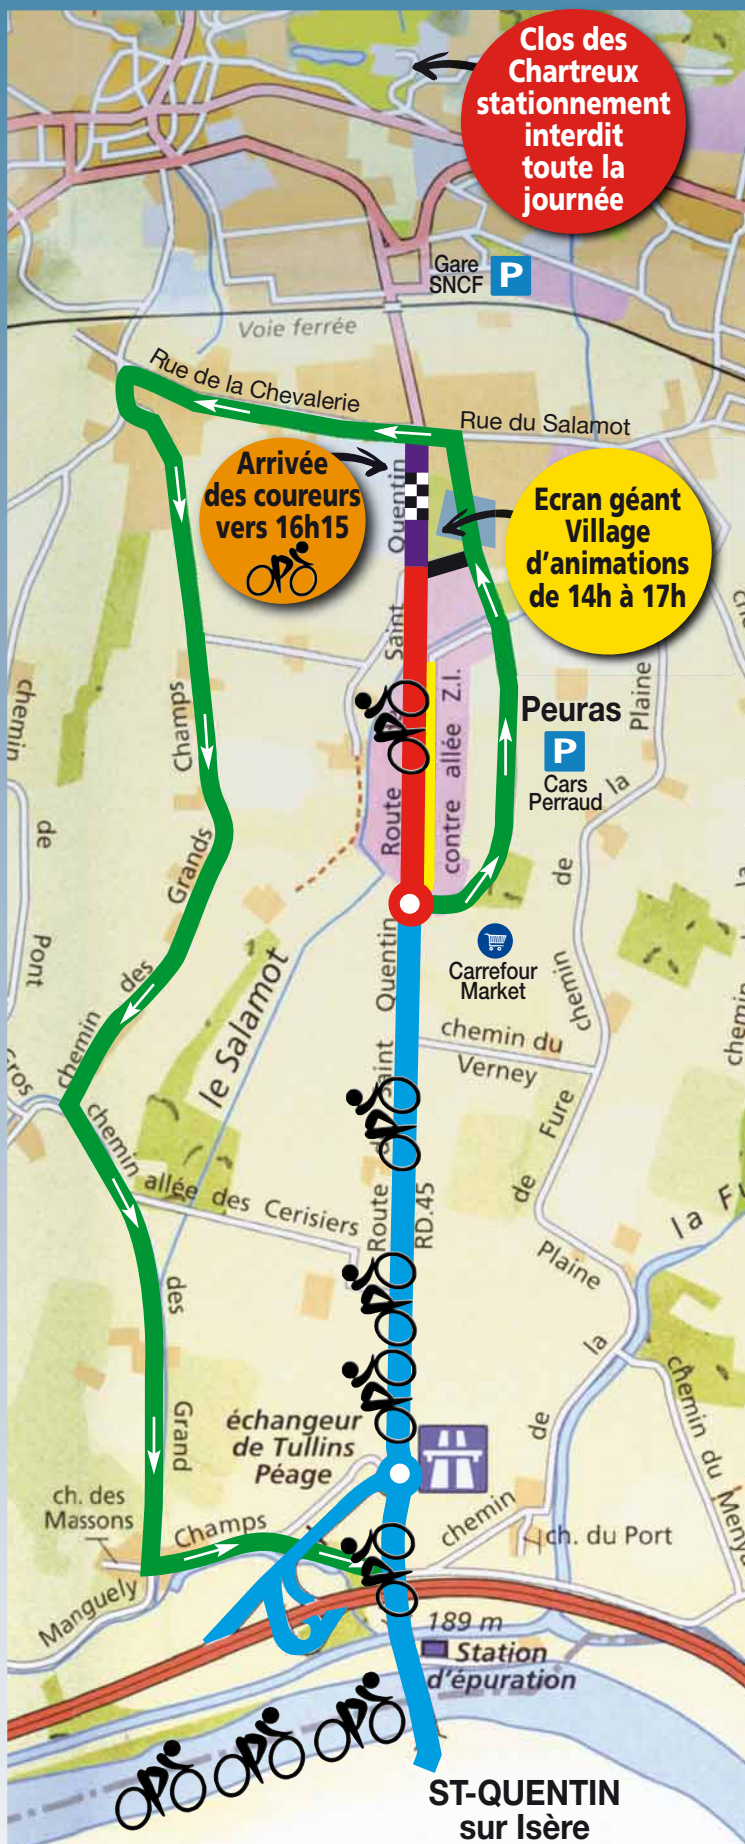 Clos des
Chartreux
stationnement
interdit
toute la
journée
Gare
SNCF
P
Voie ferrée
Rue de la Chevalerie
Rue du Salamot
Arrivée
des coureurs
vers 16h15
Ecran géant
Village
d'animations
de 14h à 17h
Route
Saint
Quentin
contre allée Z.I.
Peuras
P
Cars
Perraud
chemin
de
la
Plaine
chemin
de
Pont
Champs
Grands
des
chemin
Gros
le Salamot
Carrefour
Market
Quentin
Saint
Route
RD.45
chemin du
Verney
chemin
de Fure
Plaine
la
de
chemin
la
chemin
allée des Cerisiers
des
Grand
Champs
échangeur
de Tullins
Péage
ch. des
Massons
Manguely
chemin
ch. du Port
chemin du
189 m
Station
d'épuration
ST-QUENTIN
sur Isère